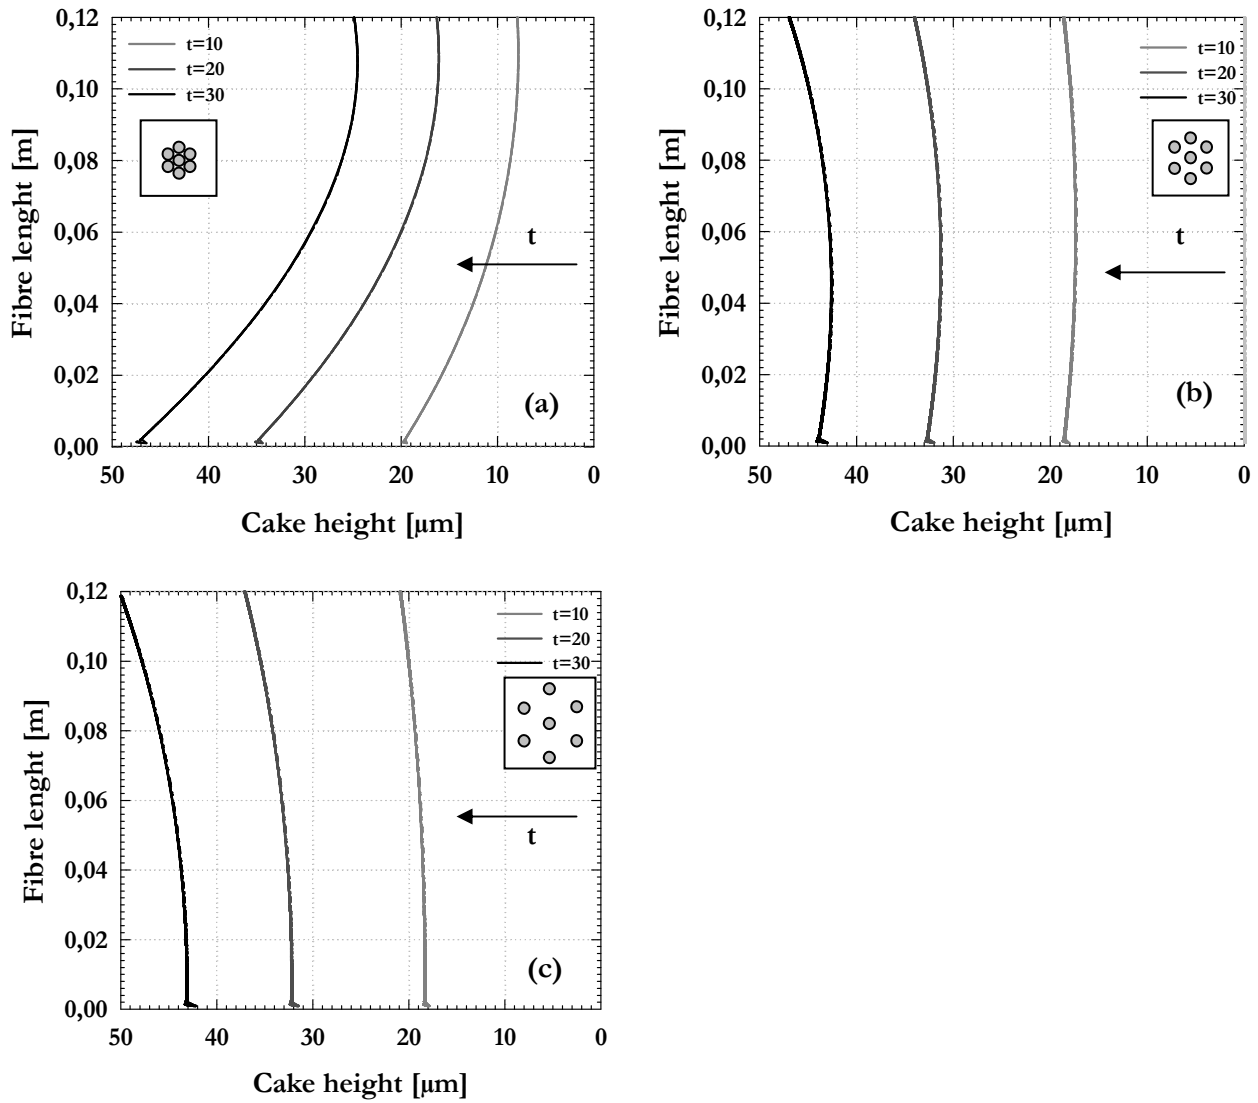 0,12
0,10
0,08
0,06
0,04
0,02
0,00
Fibre lenght [m]
t=10
t=20
t=30
t
(a)
50 40 30 20 10 0
Cake height [µm]
0,12
0,10
0,08
0,06
0,04
0,02
0,00
Fibre lenght [m]
t=10
t=20
t=30
t
(b)
50 40 30 20 10 0
Cake height [µm]
0,12
0,10
0,08
0,06
0,04
0,02
0,00
Fibre lenght [m]
t=10
t=20
t=30
t
(c)
50 40 30 20 10 0
Cake height [µm]